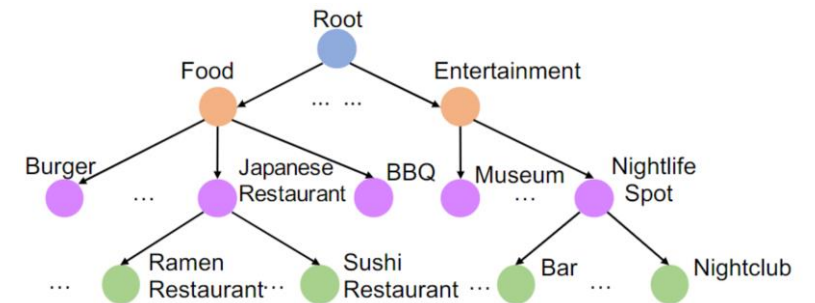 Root
Food
Entertainment
... ...
Burger
Japanese
Restaurant
BBQ
Museum
Nightlife
Spot
...
...
Ramen
Restaurant
Sushi
Restaurant
Bar
Nightclub
...
...
...
...